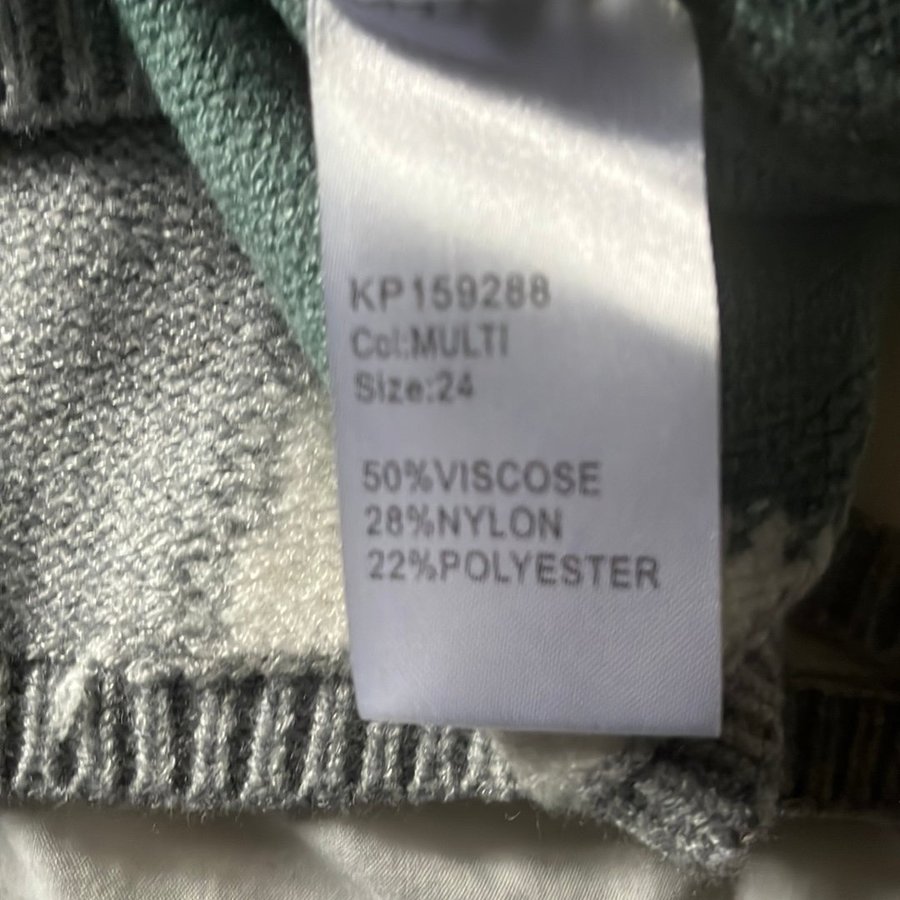 KP159288
Col:MULTI
Size:24
50%VISCOSE
28%NYLON
22%POLYESTER